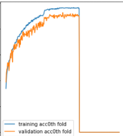 training acc0th fold
validation acc0th fold